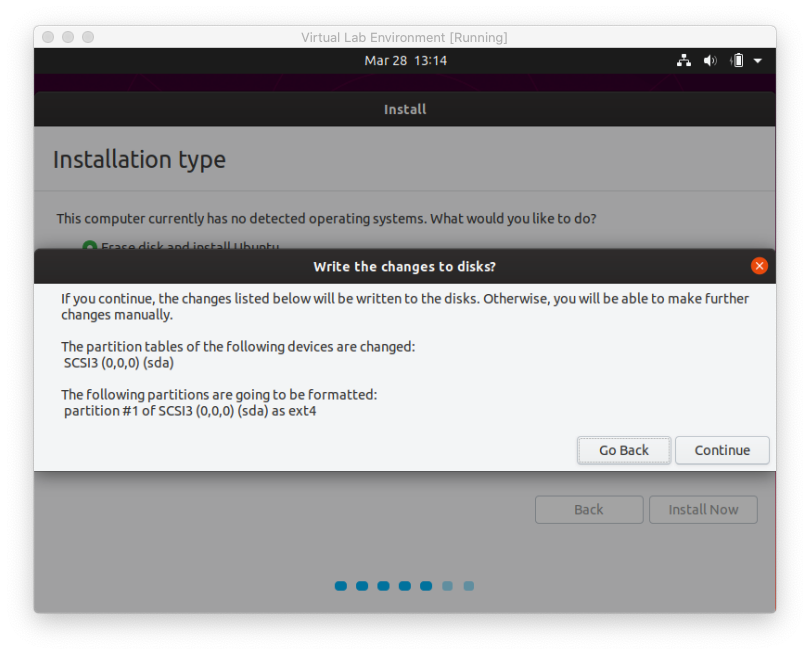 Virtual Lab Environment [Running]
Mar 28 13:14
Install
Installation type
This computer currently has no detected operating systems. What would you like to do?
Erase disk and install Ubuntu
Write the changes to disks?
If you continue, the changes listed below will be written to the disks. Otherwise, you will be able to make further
changes manually.
The partition tables of the following devices are changed:
SCSI3 (0,0,0) (sda)
The following partitions are going to be formatted:
partition #1 of SCSI3 (0,0,0) (sda) as ext4
Go Back Continue
Back Install Now